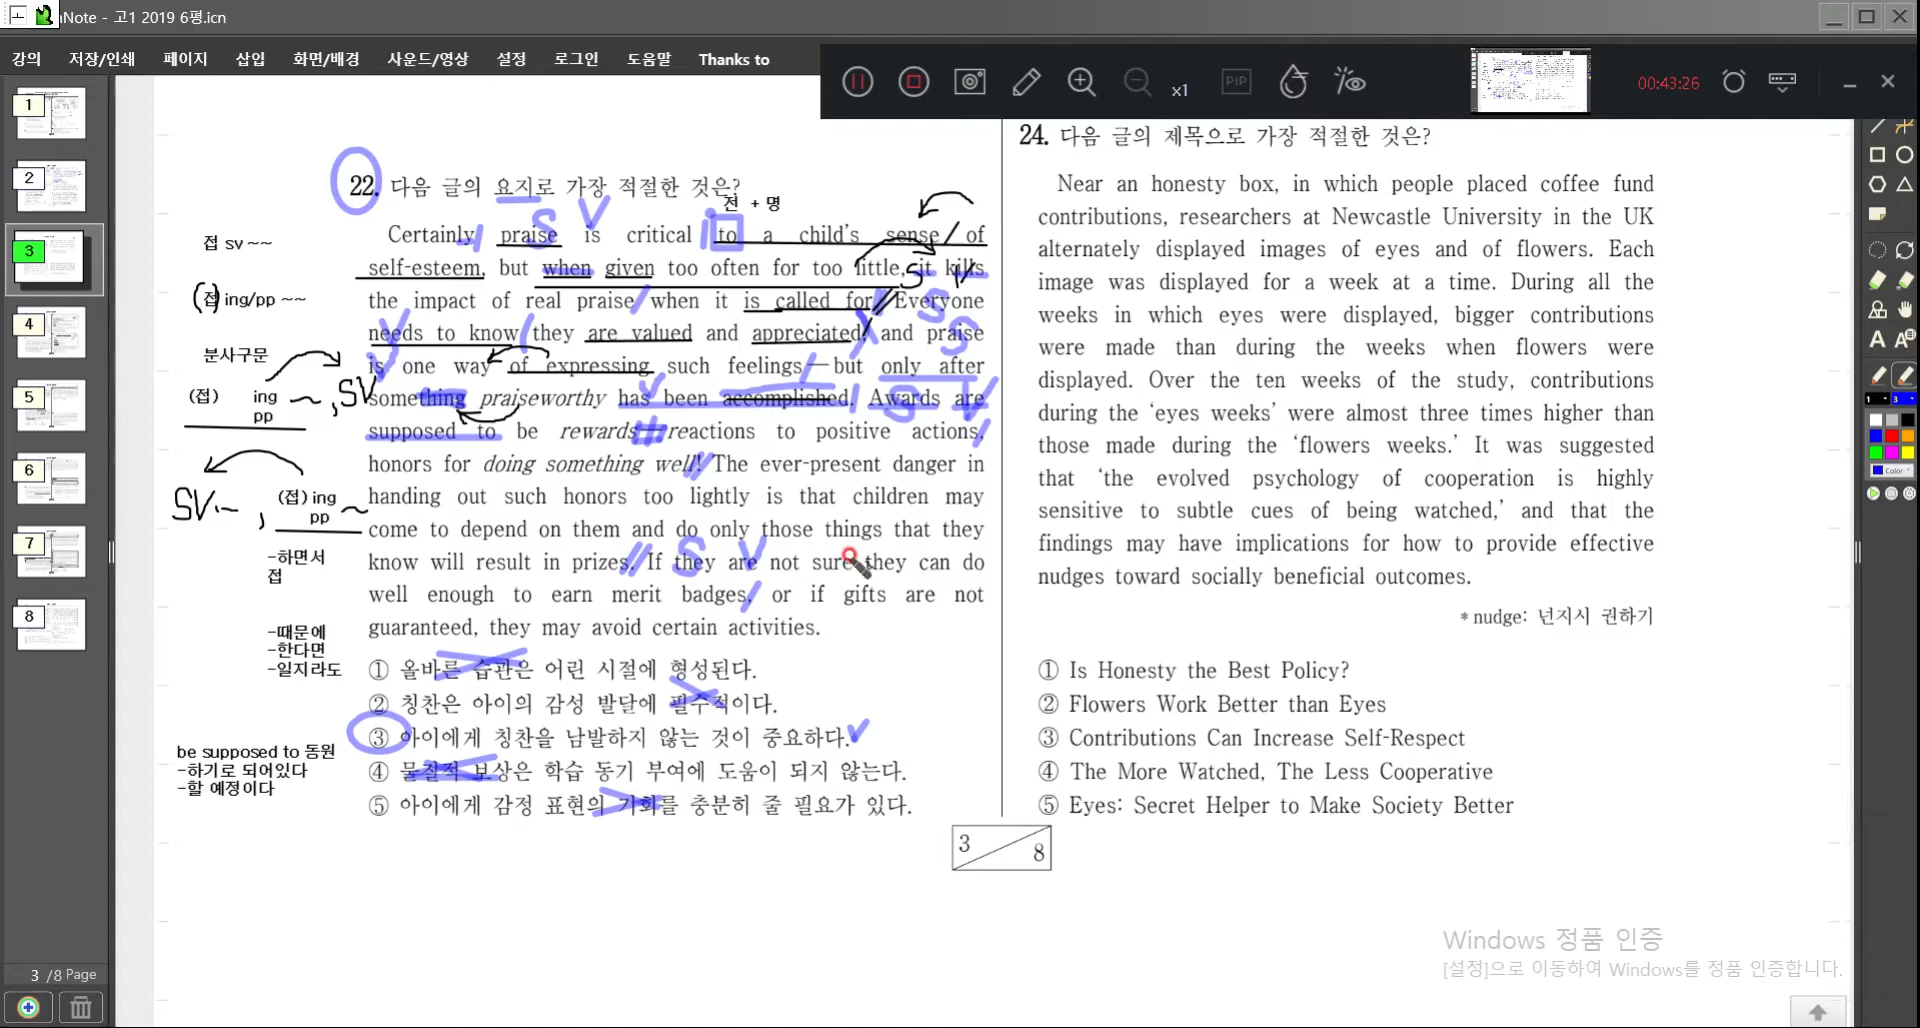 nNote - 고1 2019 6평.icn
강의 저장/인쇄 페이지 삽입 화면/배경 사운드/영상 설정 로그인 도움말 Thanks to
x1
PIP
00:43:26
1
2
3
4
5
6
7
8
3 /8 Page
접 sv ~~
(접) ing/pp ~~
분사구문
(접) ing ~ , SV
pp
SV ~ , (접) ing ~
pp
-하면서
접
-때문에
-한다면
-일지라도
be supposed to 동원
-하기로 되어있다
-할 예정이다
22. 다음 글의 요지로 가장 적절한 것은?
전 + 명
S V
Certainly praise is critical to a child's sense of
self-esteem, but when given too often for too little, it kills
S V
the impact of real praise when it is called for. Everyone
S
needs to know they are valued and appreciated, and praise
V S
is one way of expressing such feelings—but only after
V
something praiseworthy has been accomplished. Awards are
V S V
supposed to be rewards—reactions to positive actions,
honors for doing something well! The ever-present danger in
handing out such honors too lightly is that children may
come to depend on them and do only those things that they
know will result in prizes. If they are not sure they can do
S V
well enough to earn merit badges, or if gifts are not
guaranteed, they may avoid certain activities.
① 올바른 습관은 어린 시절에 형성된다.
② 칭찬은 아이의 감성 발달에 필수적이다.
③ 아이에게 칭찬을 남발하지 않는 것이 중요하다.
④ 물질적 보상은 학습 동기 부여에 도움이 되지 않는다.
⑤ 아이에게 감정 표현의 기회를 충분히 줄 필요가 있다.
3 8
24. 다음 글의 제목으로 가장 적절한 것은?
Near an honesty box, in which people placed coffee fund
contributions, researchers at Newcastle University in the UK
alternately displayed images of eyes and of flowers. Each
image was displayed for a week at a time. During all the
weeks in which eyes were displayed, bigger contributions
were made than during the weeks when flowers were
displayed. Over the ten weeks of the study, contributions
during the ‘eyes weeks’ were almost three times higher than
those made during the ‘flowers weeks.’ It was suggested
that ‘the evolved psychology of cooperation is highly
sensitive to subtle cues of being watched,’ and that the
findings may have implications for how to provide effective
nudges toward socially beneficial outcomes.
* nudge: 넌지시 권하기
① Is Honesty the Best Policy?
② Flowers Work Better than Eyes
③ Contributions Can Increase Self-Respect
④ The More Watched, The Less Cooperative
⑤ Eyes: Secret Helper to Make Society Better
A A
1 3
Color
Windows 정품 인증
[설정]으로 이동하여 Windows를 정품 인증합니다.